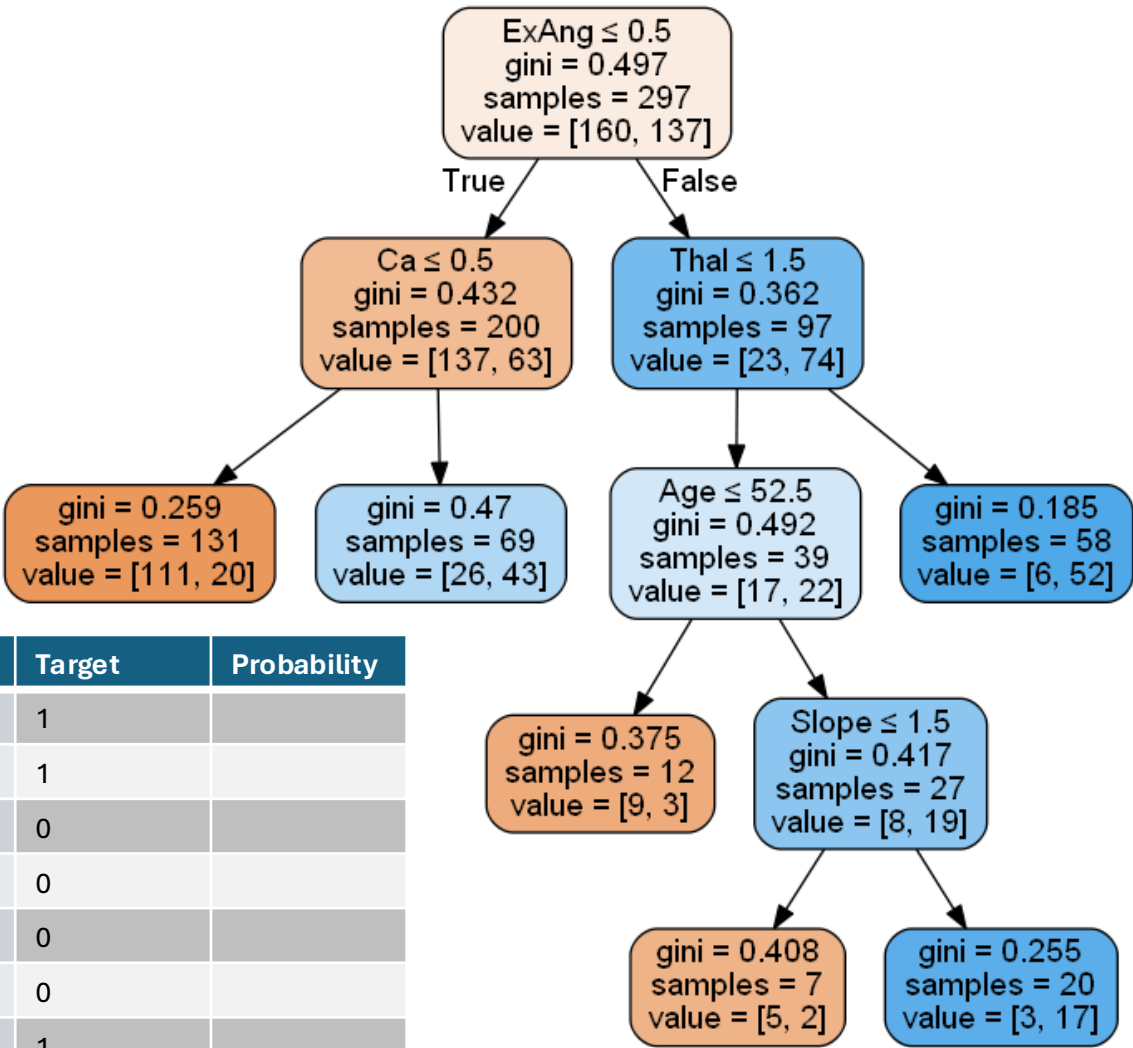 ExAng ≤ 0.5
gini = 0.497
samples = 297
value = [160, 137]
True
False
Ca ≤ 0.5
gini = 0.432
samples = 200
value = [137, 63]
Thal ≤ 1.5
gini = 0.362
samples = 97
value = [23, 74]
gini = 0.259
samples = 131
value = [111, 20]
gini = 0.47
samples = 69
value = [26, 43]
Age ≤ 52.5
gini = 0.492
samples = 39
value = [17, 22]
gini = 0.185
samples = 58
value = [6, 52]
gini = 0.375
samples = 12
value = [9, 3]
Slope ≤ 1.5
gini = 0.417
samples = 27
value = [8, 19]
gini = 0.408
samples = 7
value = [5, 2]
gini = 0.255
samples = 20
value = [3, 17]
Target Probability
1
1
0
0
0
0
1